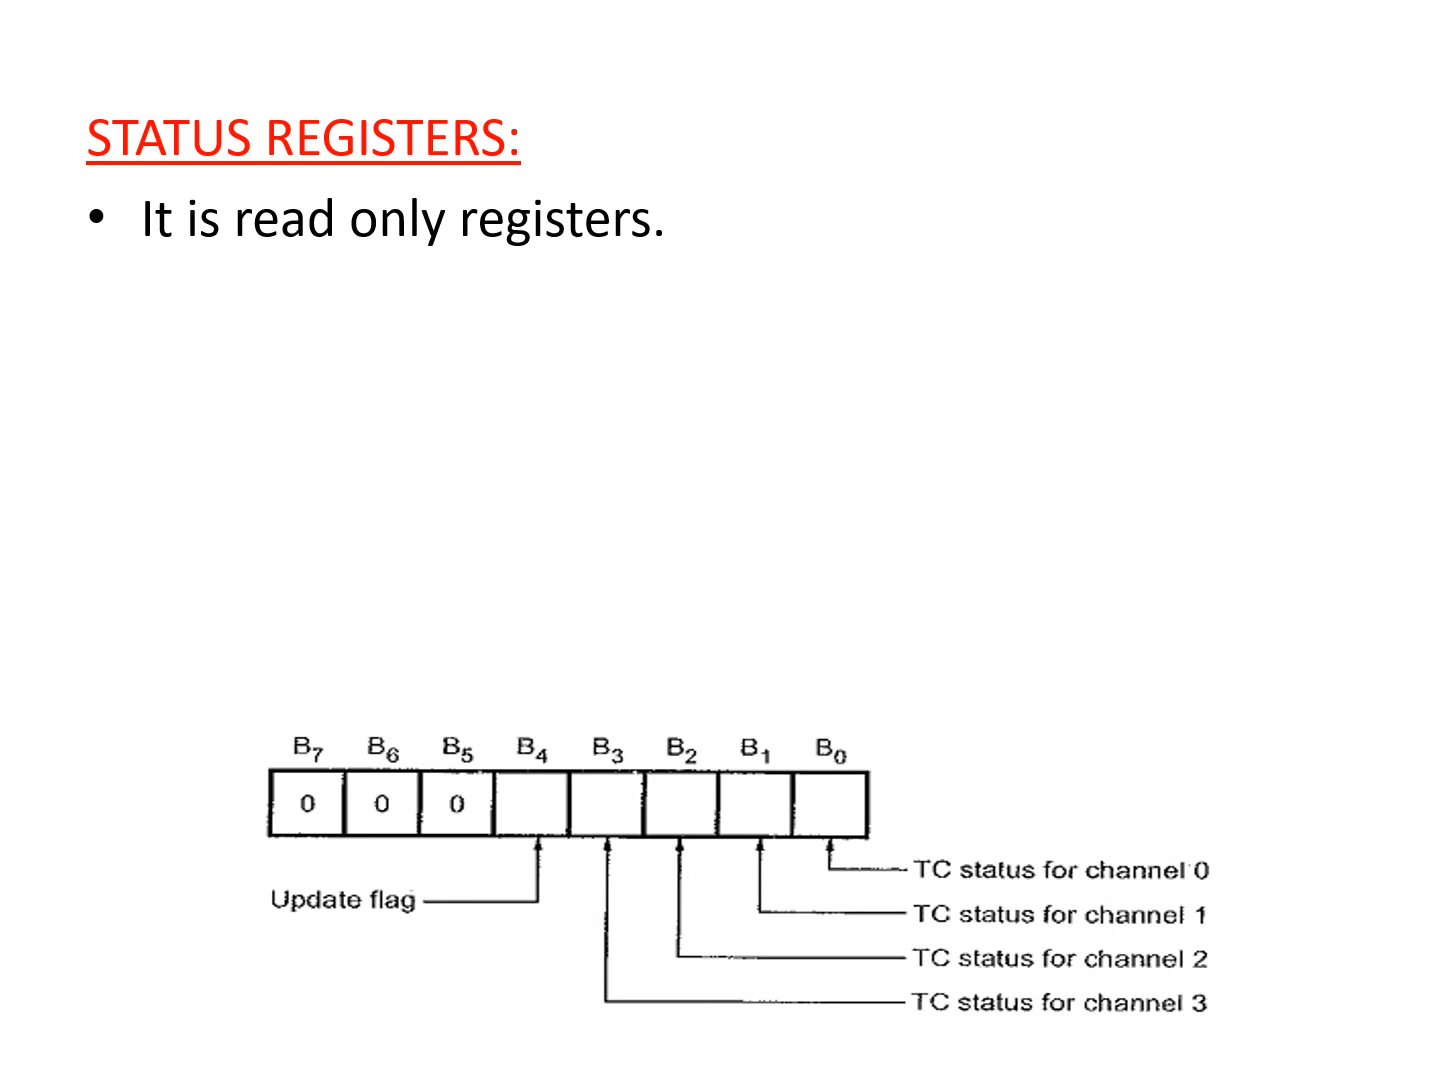 STATUS REGISTERS:
• It is read only registers.
B7 B6 B5 B4 B3 B2 B1 B0
0 0 0
TC status for channel 0
Update flag
TC status for channel 1
TC status for channel 2
TC status for channel 3